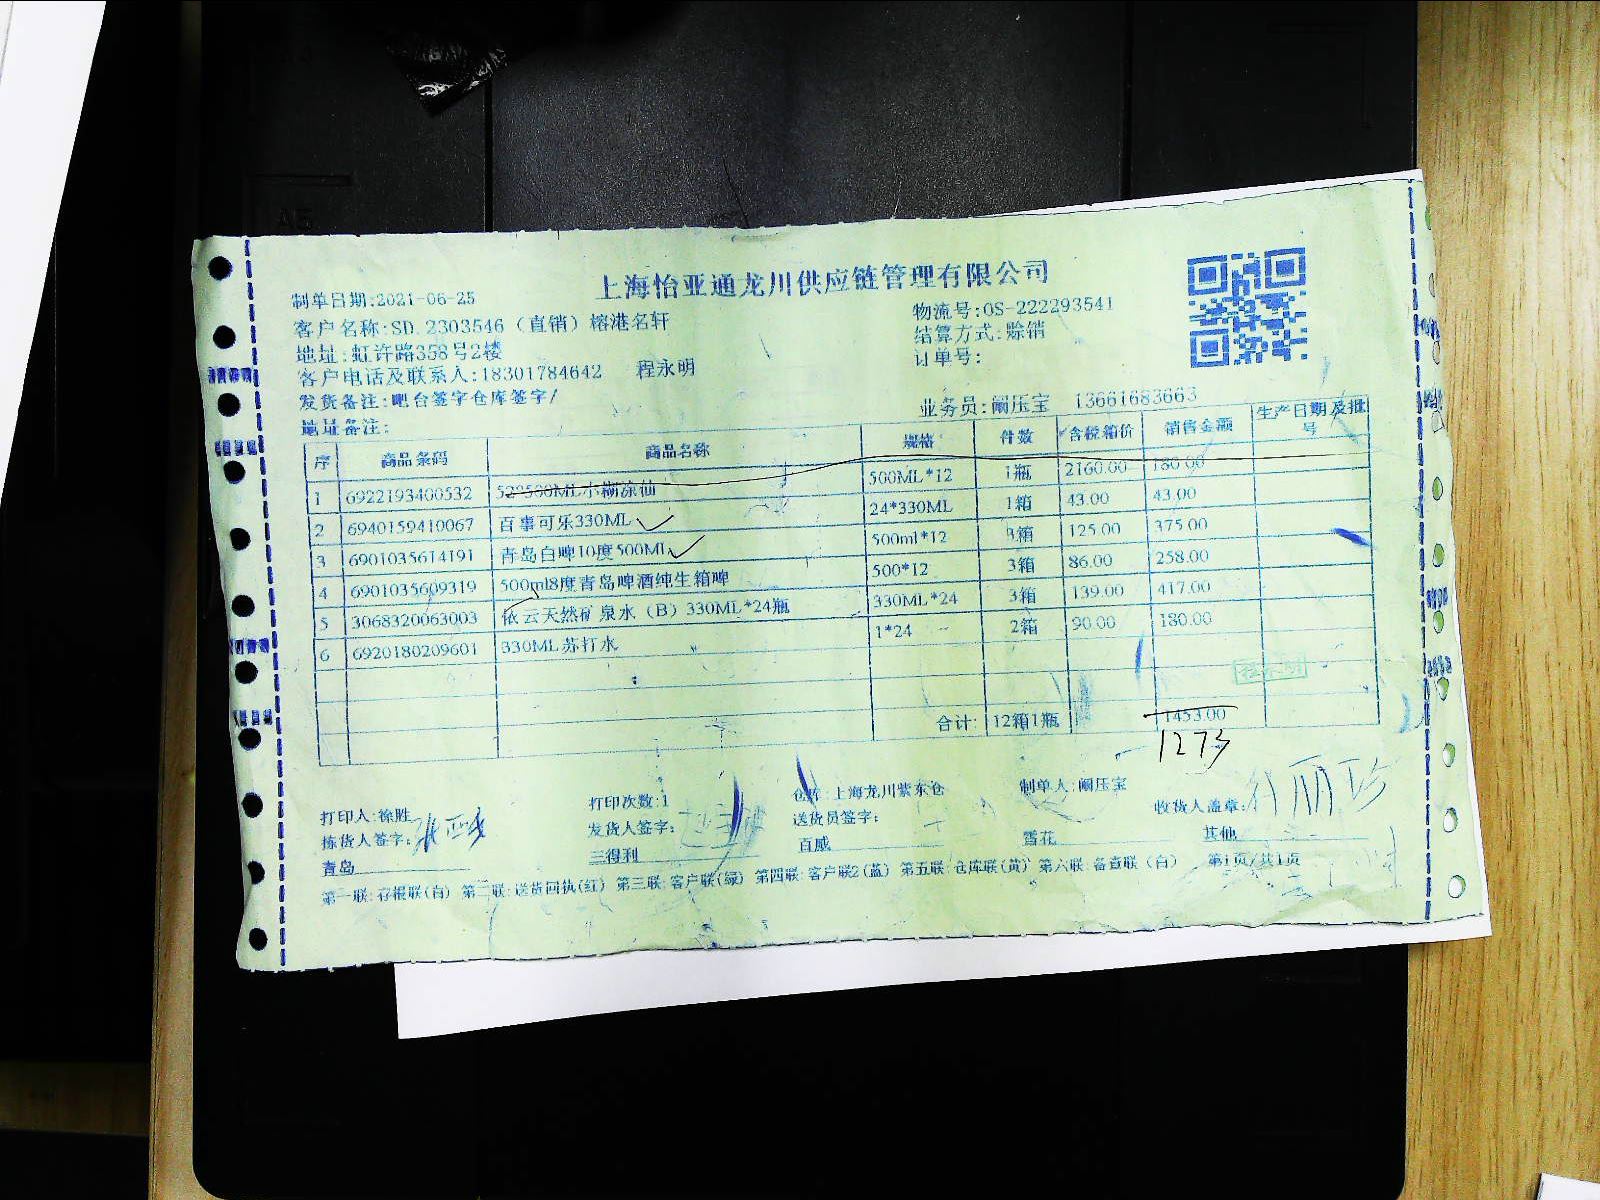 上海怡亚通龙川供应链管理有限公司
制单日期:2021-06-25
客户名称:SD. 2303546（直销）榕港名轩 物流号:OS-222293541
地址:虹许路358号2楼 结算方式:赊销
客户电话及联系人:18301784642 程永明 订单号:
发货备注:吧台签字仓库签字/ 业务员:阚压宝 13661683663
地址备注:
序 商品条码 商品名称 规格 件数 含税箱价 销售金额 生产日期及批号
1 6922193400532 52°500ML小糊涂仙 500ML*12 1瓶 2160.00 180.00
2 6940159410067 百事可乐330ML 24*330ML 1箱 43.00 43.00
3 6901035614191 青岛白啤10度500ML 500ml*12 3箱 125.00 375.00
4 6901035609319 500ml8度青岛啤酒纯生箱啤 500*12 3箱 86.00 258.00
5 3068320063003 依云天然矿泉水（B）330ML*24瓶 330ML*24 3箱 139.00 417.00
6 6920180209601 330ML苏打水 1*24 2箱 90.00 180.00
程永明
合计: 12箱1瓶 1453.00
1273
打印人:徐胜 打印次数:1 仓库:上海龙川紫东仓 制单人:阚压宝 收货人盖章:
拣货人签字: 发货人签字: 送货员签字:
青岛 三得利 百威 雪花 其他
第一联:存根联(白) 第二联:送货回执(红) 第三联:客户联(绿) 第四联:客户联2(蓝) 第五联:仓库联(黄) 第六联:备查联(白) 第1页/共1页